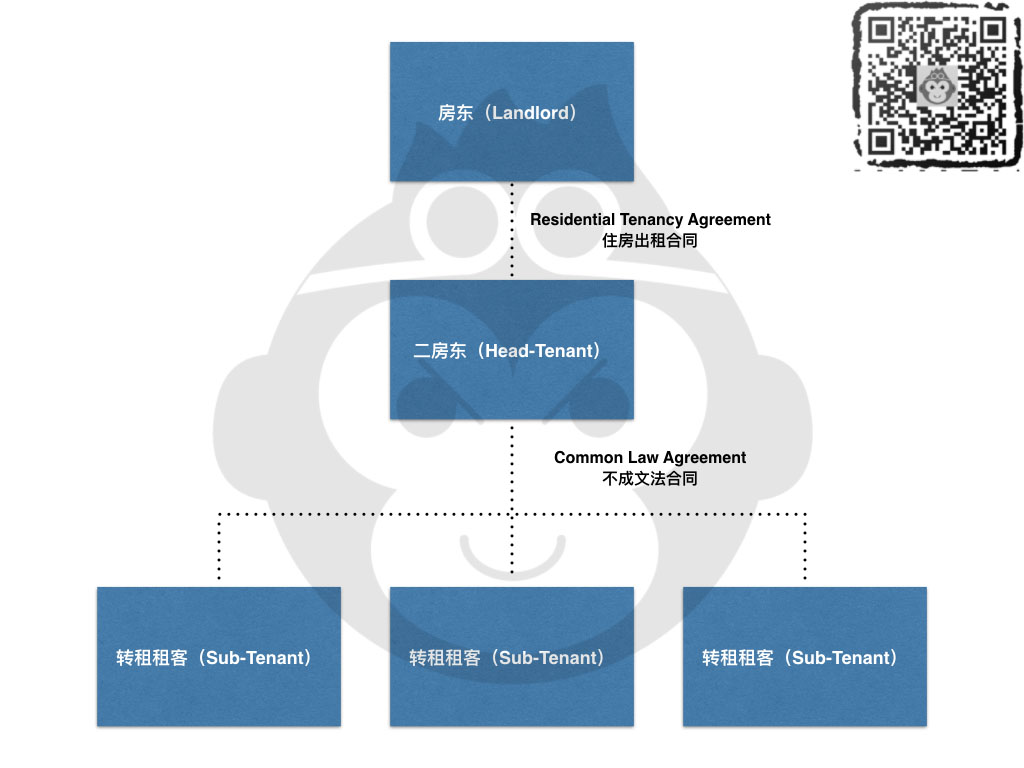 房东（Landlord）
Residential Tenancy Agreement
住房出租合同
二房东（Head-Tenant）
Common Law Agreement
不成文法合同
转租租客（Sub-Tenant）
转租租客（Sub-Tenant）
转租租客（Sub-Tenant）